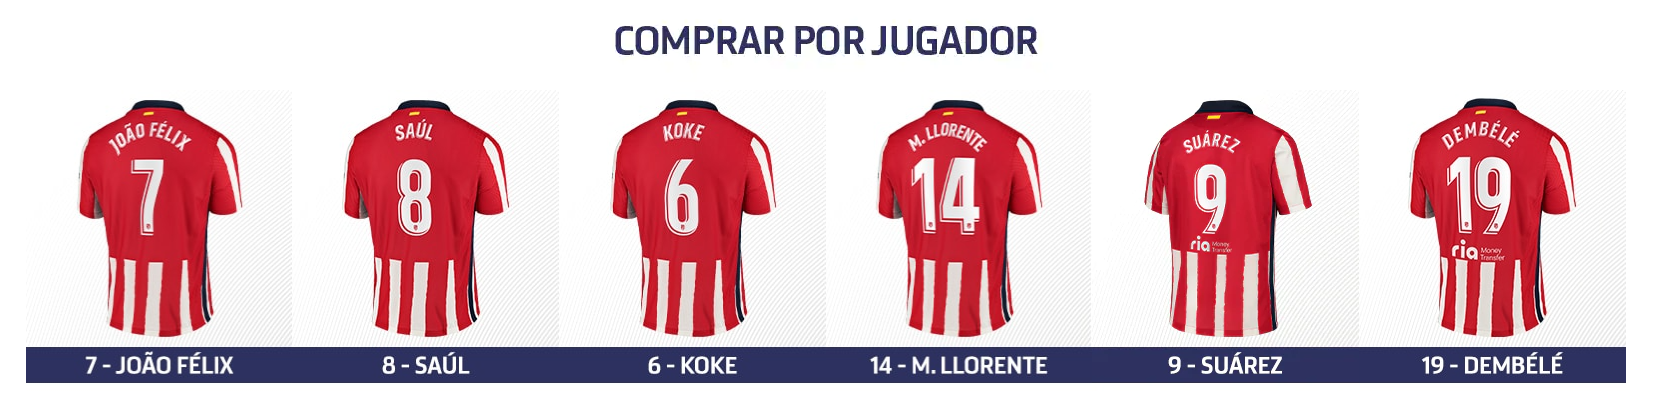 COMPRAR POR JUGADOR
JOÃO FÉLIX
7
SAÚL
8
KOKE
6
M. LLORENTE
14
SUÁREZ
9
ria Money Transfer
DEMBÉLÉ
19
ria Money Transfer
7 - JOÃO FÉLIX
8 - SAÚL
6 - KOKE
14 - M. LLORENTE
9 - SUÁREZ
19 - DEMBÉLÉ